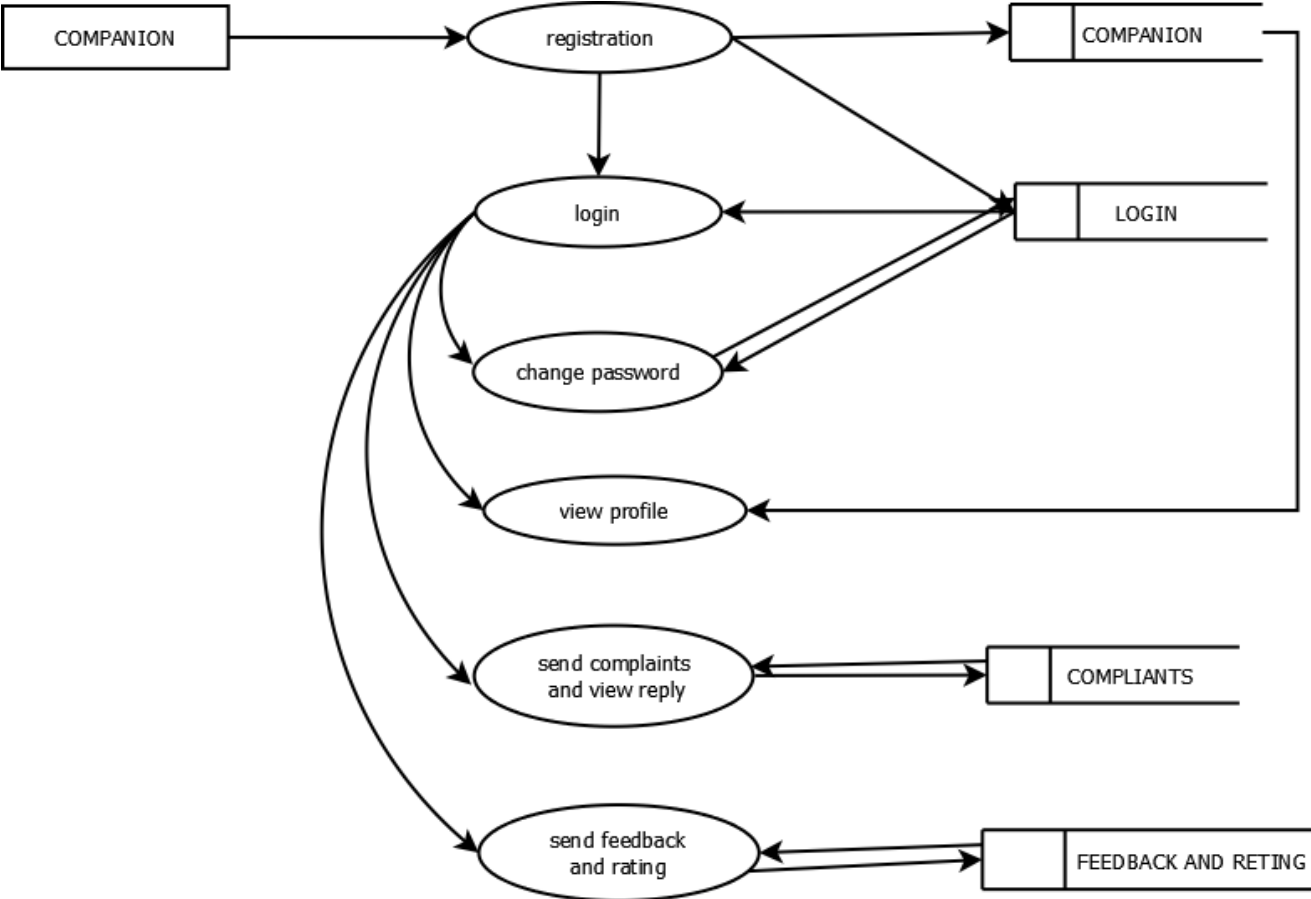 COMPANION
registration
COMPANION
login
LOGIN
change password
view profile
send complaints
and view reply
COMPLIANTS
send feedback
and rating
FEEDBACK AND RETING